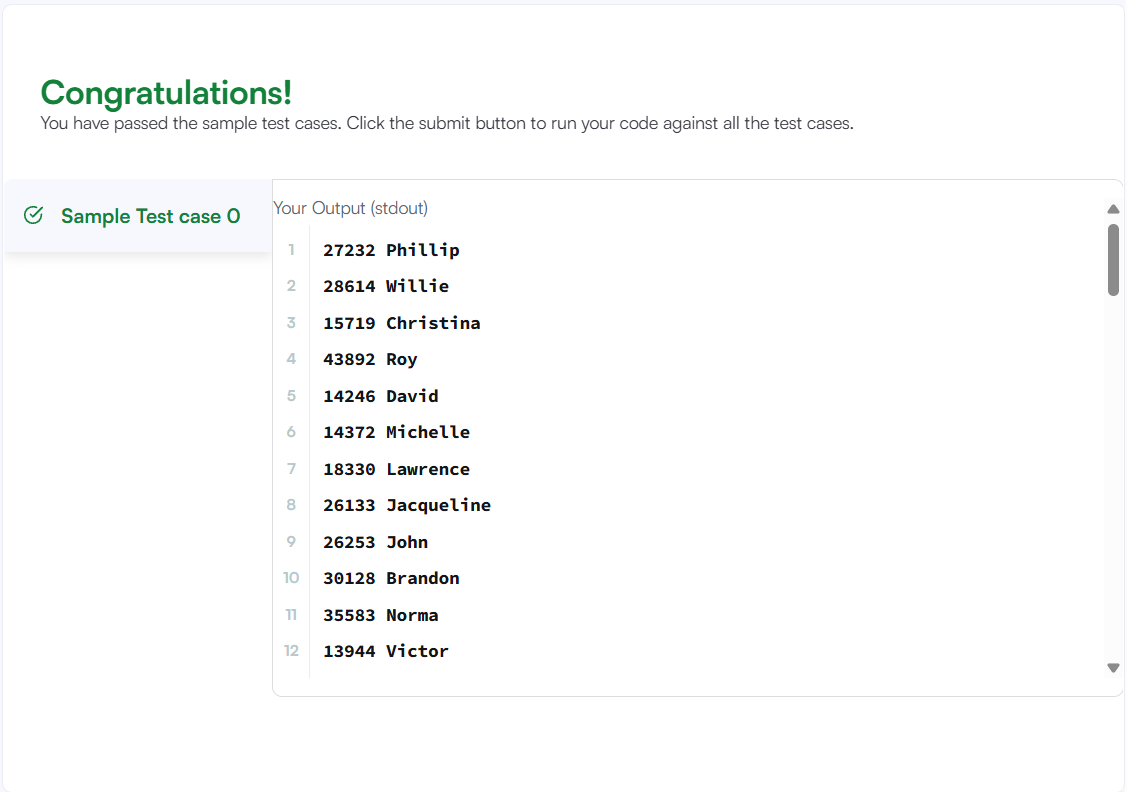 Congratulations!
You have passed the sample test cases. Click the submit button to run your code against all the test cases.
Sample Test case 0
Your Output (stdout)
1 27232 Phillip
2 28614 Willie
3 15719 Christina
4 43892 Roy
5 14246 David
6 14372 Michelle
7 18330 Lawrence
8 26133 Jacqueline
9 26253 John
10 30128 Brandon
11 35583 Norma
12 13944 Victor